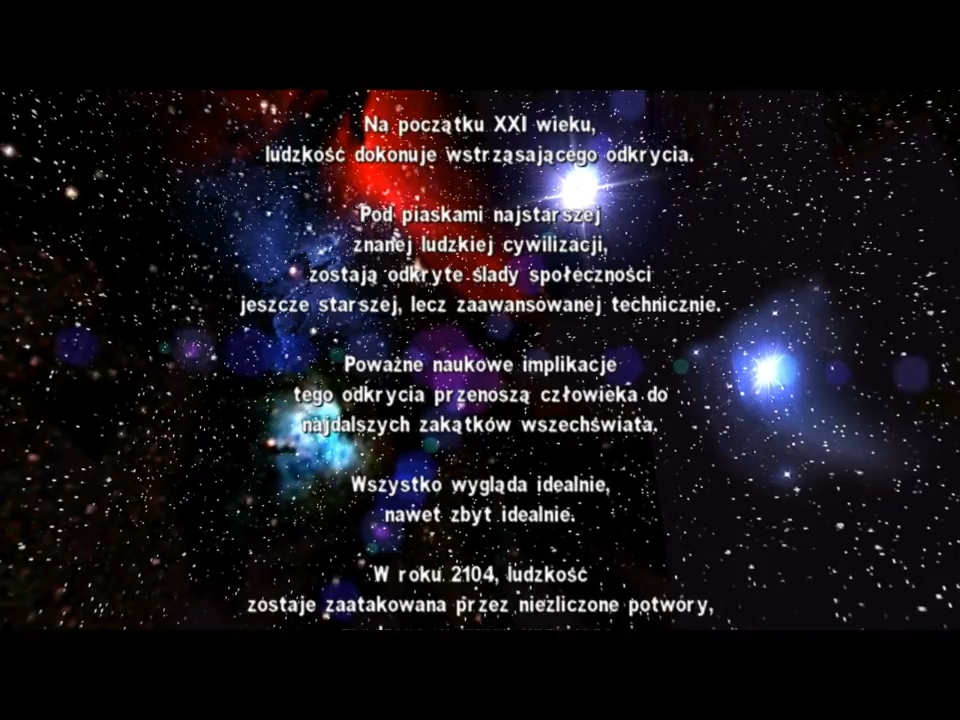 Na początku XXI wieku,
ludzkość dokonuje wstrząsającego odkrycia.
Pod piaskami najstarszej
znanej ludzkiej cywilizacji,
zostają odkryte ślady społeczności
jeszcze starszej, lecz zaawansowanej technicznie.
Poważne naukowe implikacje
tego odkrycia przenoszą człowieka do
najdalszych zakątków wszechświata.
Wszystko wygląda idealnie,
nawet zbyt idealnie.
W roku 2104, ludzkość
zostaje zaatakowana przez niezliczone potwory,